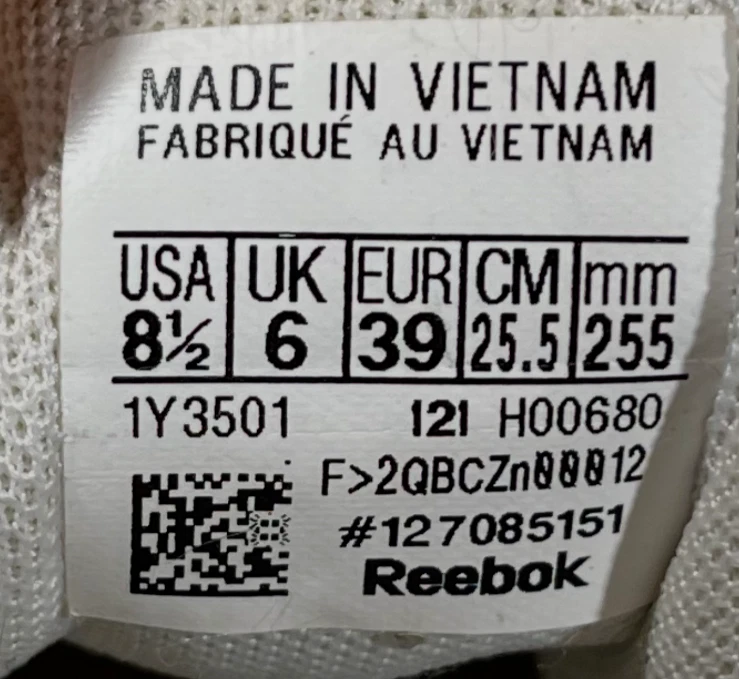 MADE IN VIETNAM
FABRIQUÉ AU VIETNAM
USA UK EUR CM mm
8½ 6 39 25.5 255
1Y3501 121 H00680
F>2QBCZn00012
#127085151
Reebok